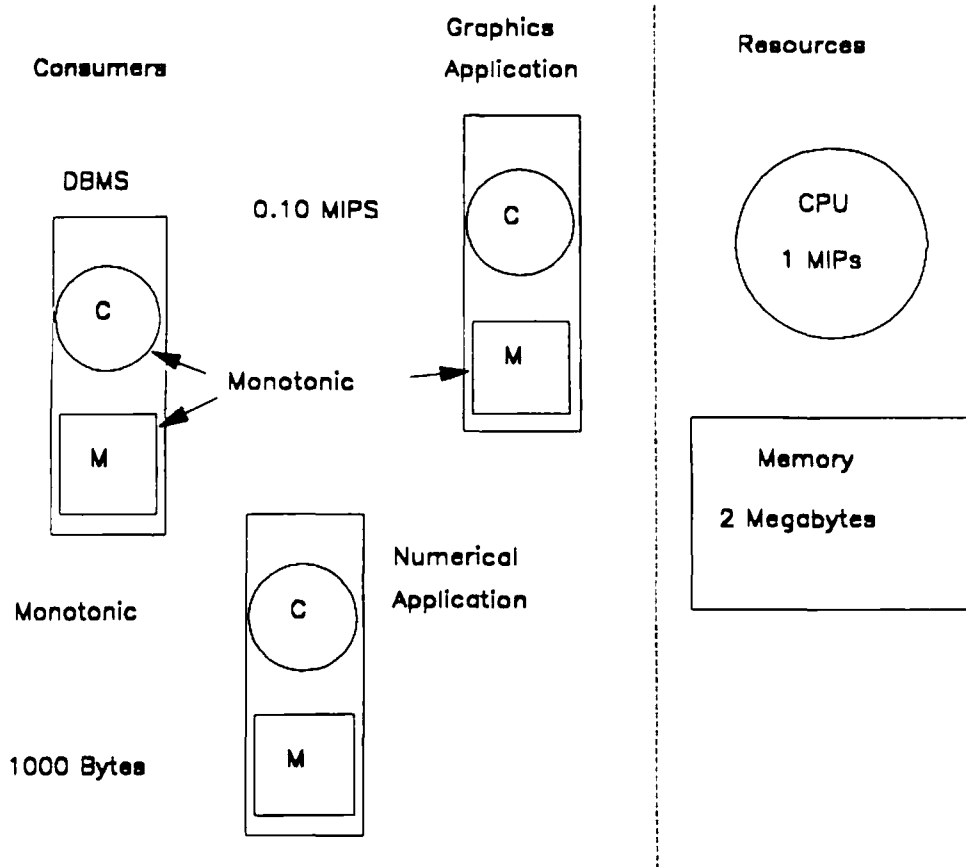 Consumers
Graphics
Application
Resources
DBMS
0.10 MIPS
C
CPU
1 MIPs
C
M
Monotonic
M
Memory
2 Megabytes
Numerical
Application
Monotonic
C
M
1000 Bytes